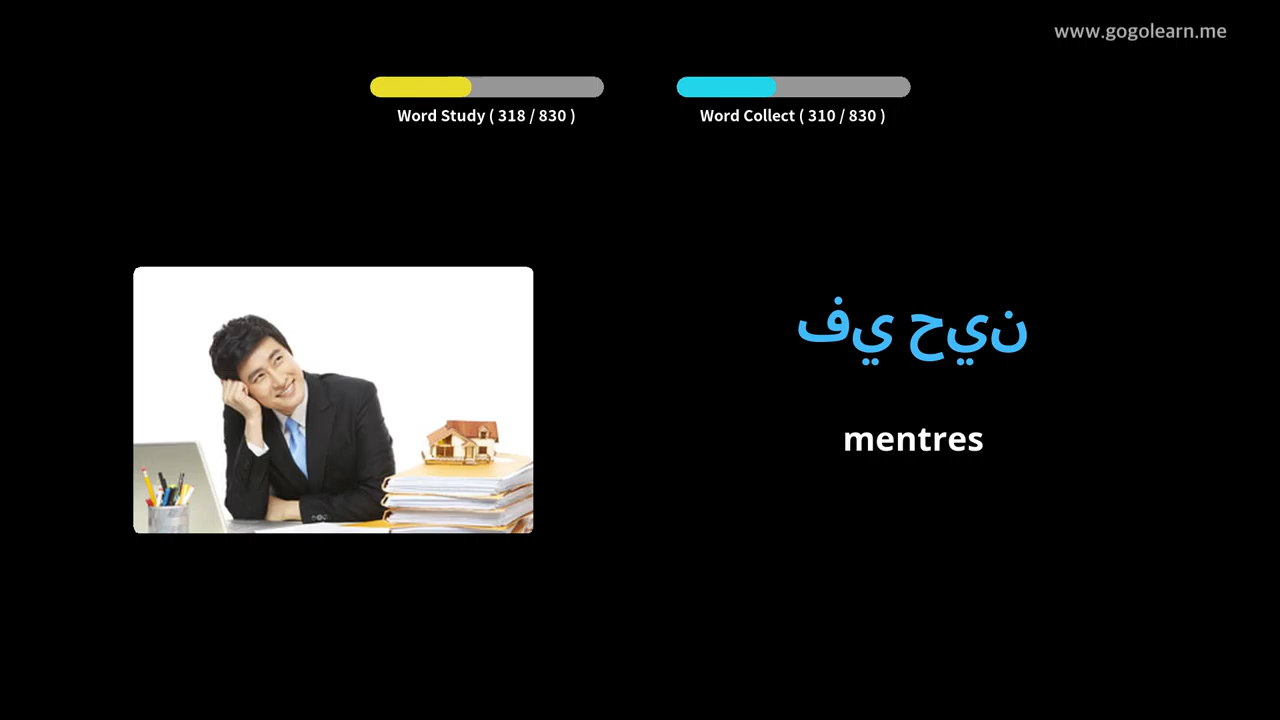 www.gogolearn.me
Word Study ( 318 / 830 )
Word Collect ( 310 / 830 )
في حين
mentres